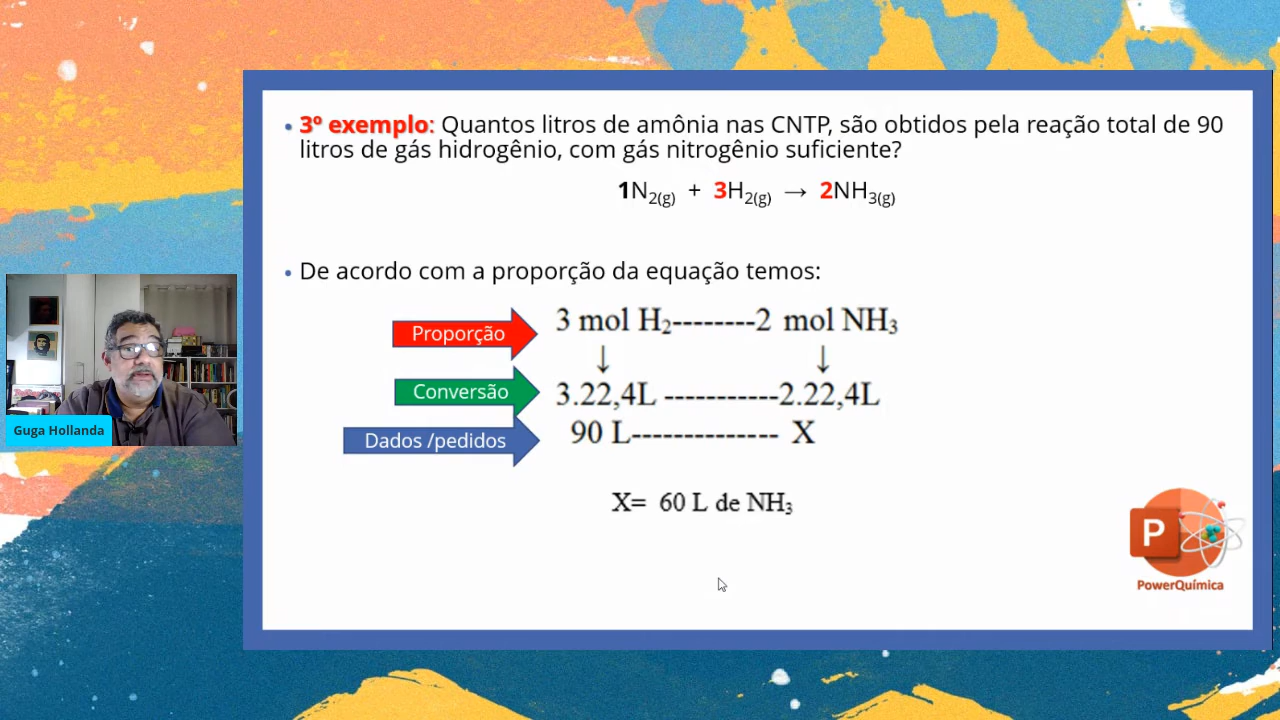 • 3º exemplo: Quantos litros de amônia nas CNTP, são obtidos pela reação total de 90
litros de gás hidrogênio, com gás nitrogênio suficiente?
1N2(g) + 3H2(g) → 2NH3(g)
• De acordo com a proporção da equação temos:
Proporção
3 mol H2--------2 mol NH3
↓ ↓
Conversão
3.22,4L -----------2.22,4L
Dados /pedidos
90 L-------------- X
X= 60 L de NH3
Guga Hollanda
P
PowerQuímica